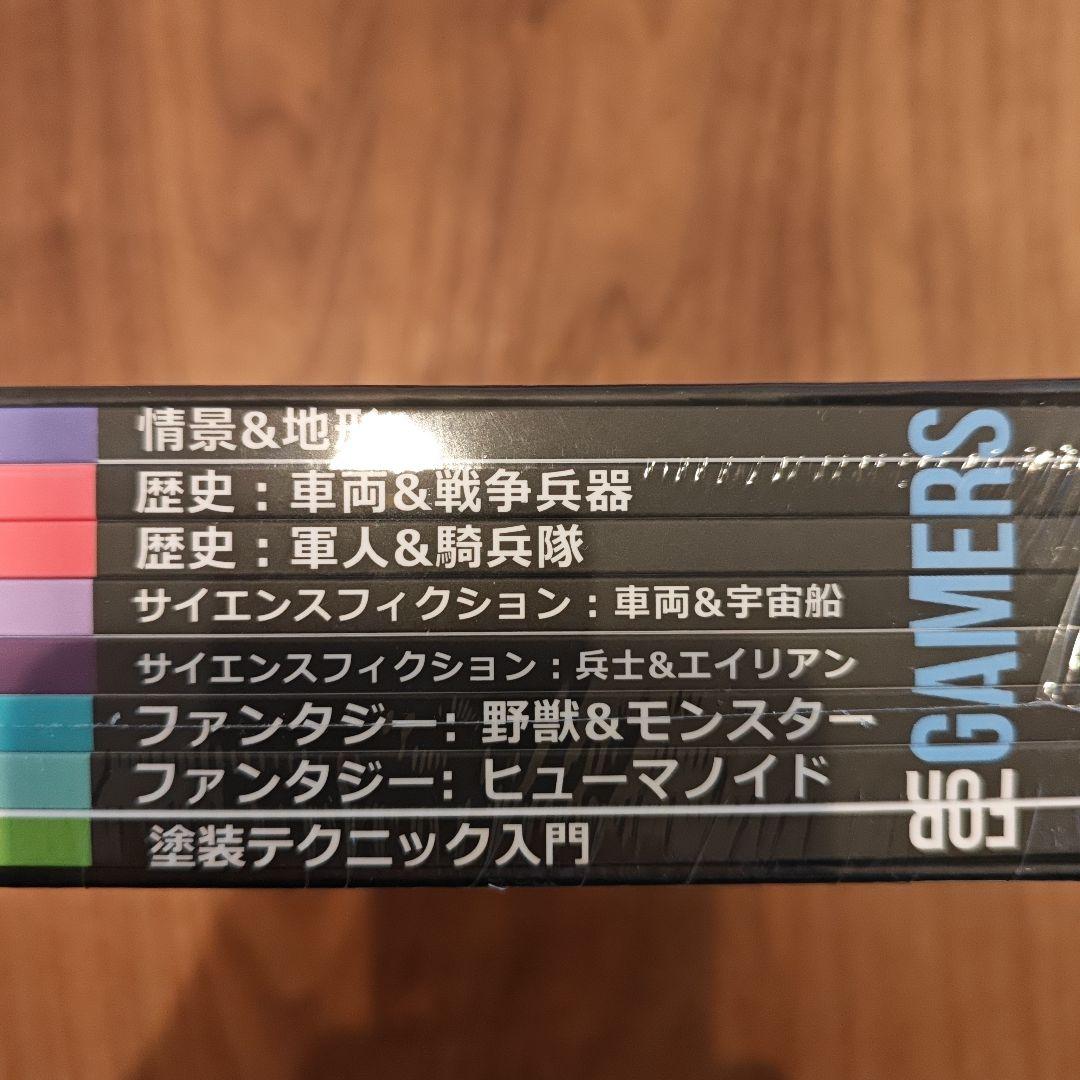 情景&地形
歴史：車両&戦争兵器
歴史：軍人&騎兵隊
サイエンスフィクション：車両&宇宙船
サイエンスフィクション：兵士&エイリアン
ファンタジー：野獣&モンスター
ファンタジー：ヒューマノイド
塗装テクニック入門
FOR GAMERS